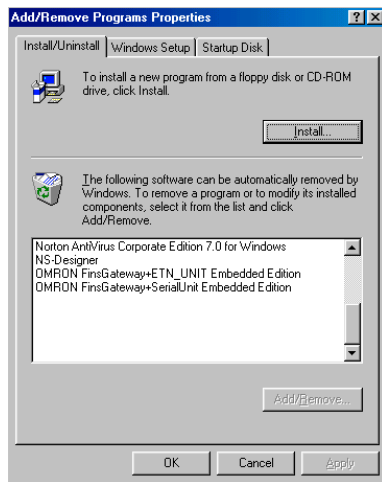 Add/Remove Programs Properties
Install/Uninstall Windows Setup Startup Disk
To install a new program from a floppy disk or CD-ROM
drive, click Install.
Install...
The following software can be automatically removed by
Windows. To remove a program or to modify its installed
components, select it from the list and click
Add/Remove.
Norton AntiVirus Corporate Edition 7.0 for Windows
NS-Designer
OMRON FinsGateway+ETN_UNIT Embedded Edition
OMRON FinsGateway+SerialUnit Embedded Edition
Add/Remove...
OK Cancel Apply